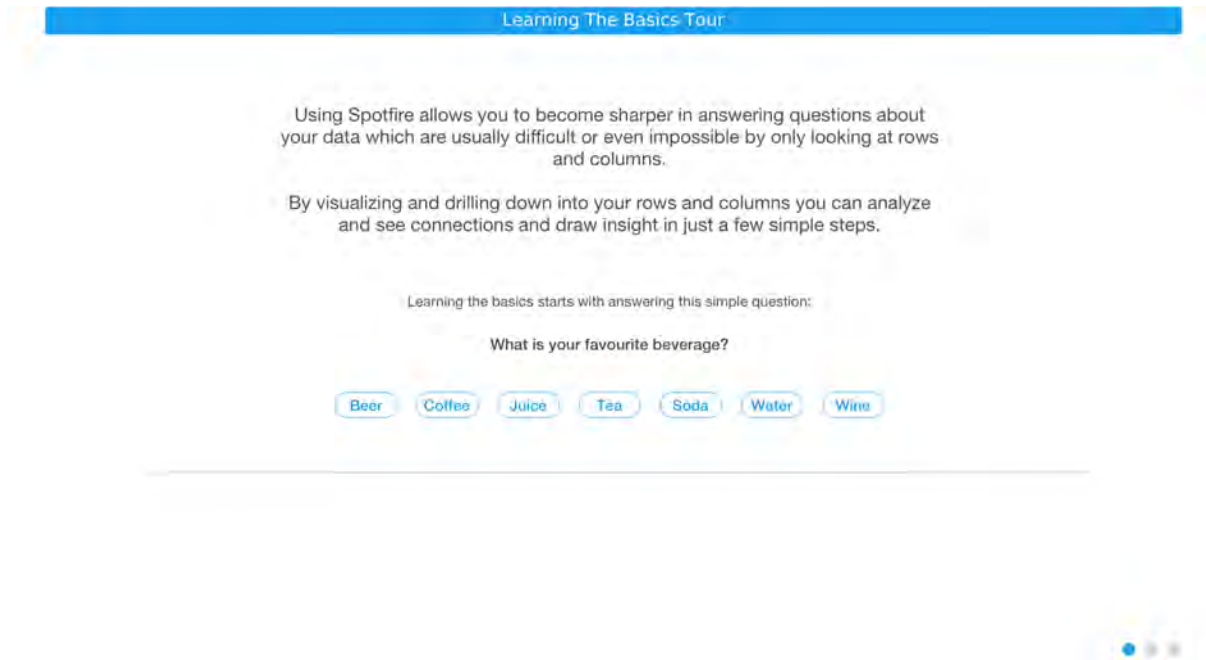 Learning The Basics Tour
Using Spotfire allows you to become sharper in answering questions about
your data which are usually difficult or even impossible by only looking at rows
and columns.
By visualizing and drilling down into your rows and columns you can analyze
and see connections and draw insight in just a few simple steps.
Learning the basics starts with answering this simple question:
What is your favourite beverage?
Beer Coffee Juice Tea Soda Water Wine